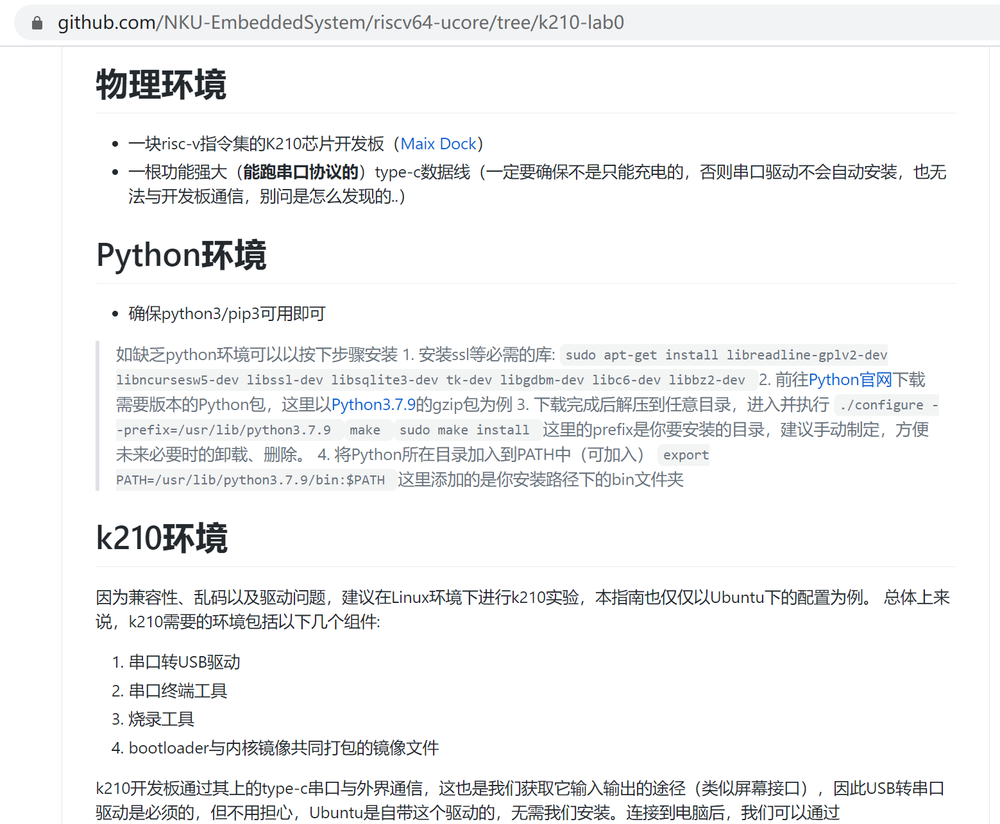 github.com/NKU-EmbeddedSystem/riscv64-ucore/tree/k210-lab0
物理环境
一块risc-v指令集的K210芯片开发板（Maix Dock）
一根功能强大（能跑串口协议的）type-c数据线（一定要确保不是只能充电的，否则串口驱动不会自动安装，也无
法与开发板通信，别问是怎么发现的..）
Python环境
确保python3/pip3可用即可
如缺乏python环境可以以按下步骤安装 1. 安装ssl等必需的库: sudo apt-get install libreadline-gplv2-dev
libncursesw5-dev libssl-dev libsqlite3-dev tk-dev libgdbm-dev libc6-dev libbz2-dev 2. 前往Python官网下载
需要版本的Python包，这里以Python3.7.9的gzip包为例 3. 下载完成后解压到任意目录，进入并执行 ./configure -
-prefix=/usr/lib/python3.7.9 make sudo make install 这里的prefix是你要安装的目录，建议手动制定，方便
未来必要时的卸载、删除。 4. 将Python所在目录加入到PATH中（可加入） export
PATH=/usr/lib/python3.7.9/bin:$PATH 这里添加的是你安装路径下的bin文件夹
k210环境
因为兼容性、乱码以及驱动问题，建议在Linux环境下进行k210实验，本指南也仅仅以Ubuntu下的配置为例。 总体上来
说，k210需要的环境包括以下几个组件:
1. 串口转USB驱动
2. 串口终端工具
3. 烧录工具
4. bootloader与内核镜像共同打包的镜像文件
k210开发板通过其上的type-c串口与外界通信，这也是我们获取它输入输出的途径（类似屏幕接口），因此USB转串口
驱动是必须的，但不用担心，Ubuntu是自带这个驱动的，无需我们安装。连接到电脑后，我们可以通过